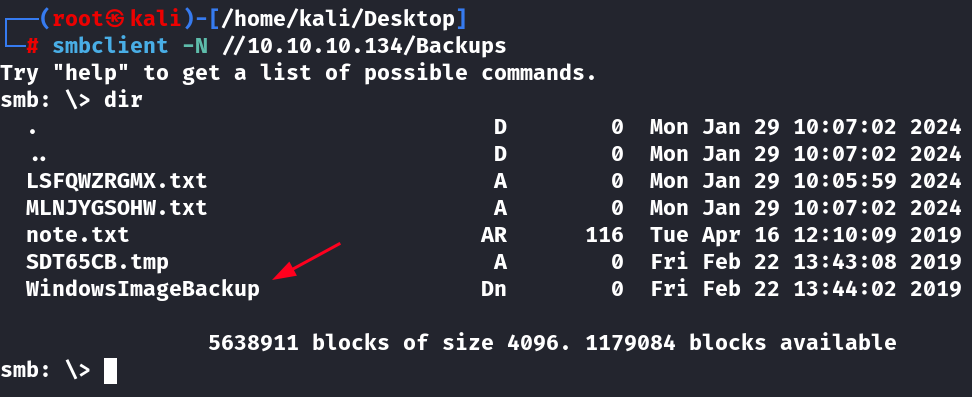 ┌──(root㉿kali)-[/home/kali/Desktop]
└─# smbclient -N //10.10.10.134/Backups
Try "help" to get a list of possible commands.
smb: \> dir
  .                                   D        0  Mon Jan 29 10:07:02 2024
  ..                                  D        0  Mon Jan 29 10:07:02 2024
  LSFQWZRGMX.txt                      A        0  Mon Jan 29 10:05:59 2024
  MLNJYGSOHW.txt                      A        0  Mon Jan 29 10:07:02 2024
  note.txt                           AR      116  Tue Apr 16 12:10:09 2019
  SDT65CB.tmp                         A        0  Fri Feb 22 13:43:08 2019
  WindowsImageBackup                 Dn        0  Fri Feb 22 13:44:02 2019
                5638911 blocks of size 4096. 1179084 blocks available
smb: \>